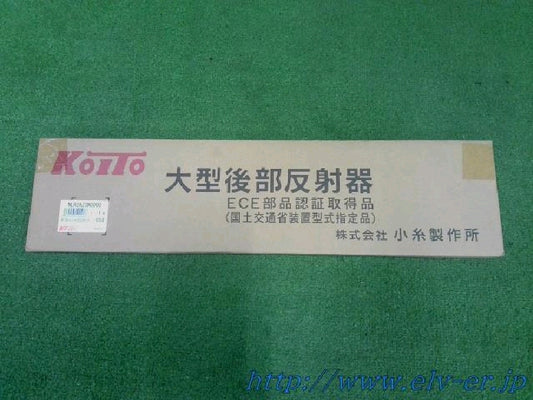 KOITO
大型後部反射器
ECE部品認証取得品
(国土交通省装置型式指定品)
株式会社 小糸製作所
http://www.elv-er.jp/